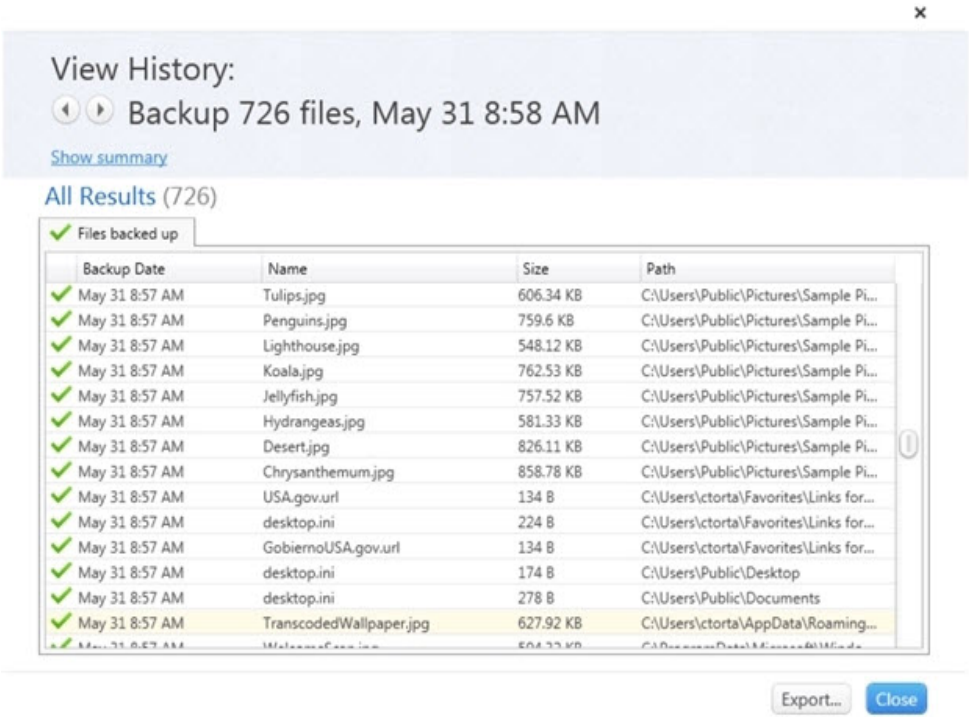 View History:
Backup 726 files, May 31 8:58 AM
Show summary
All Results (726)
Files backed up
Backup Date Name Size Path
May 31 8:57 AM Tulips.jpg 606.34 KB C:\Users\Public\Pictures\Sample Pi...
May 31 8:57 AM Penguins.jpg 759.6 KB C:\Users\Public\Pictures\Sample Pi...
May 31 8:57 AM Lighthouse.jpg 548.12 KB C:\Users\Public\Pictures\Sample Pi...
May 31 8:57 AM Koala.jpg 762.53 KB C:\Users\Public\Pictures\Sample Pi...
May 31 8:57 AM Jellyfish.jpg 757.52 KB C:\Users\Public\Pictures\Sample Pi...
May 31 8:57 AM Hydrangeas.jpg 581.33 KB C:\Users\Public\Pictures\Sample Pi...
May 31 8:57 AM Desert.jpg 826.11 KB C:\Users\Public\Pictures\Sample Pi...
May 31 8:57 AM Chrysanthemum.jpg 858.78 KB C:\Users\Public\Pictures\Sample Pi...
May 31 8:57 AM USA.gov.url 134 B C:\Users\ctorta\Favorites\Links for...
May 31 8:57 AM desktop.ini 224 B C:\Users\ctorta\Favorites\Links for...
May 31 8:57 AM GobiernoUSA.gov.url 134 B C:\Users\ctorta\Favorites\Links for...
May 31 8:57 AM desktop.ini 174 B C:\Users\Public\Desktop
May 31 8:57 AM desktop.ini 278 B C:\Users\Public\Documents
May 31 8:57 AM TranscodedWallpaper.jpg 627.92 KB C:\Users\ctorta\AppData\Roaming...
May 31 8:57 AM
Export... Close